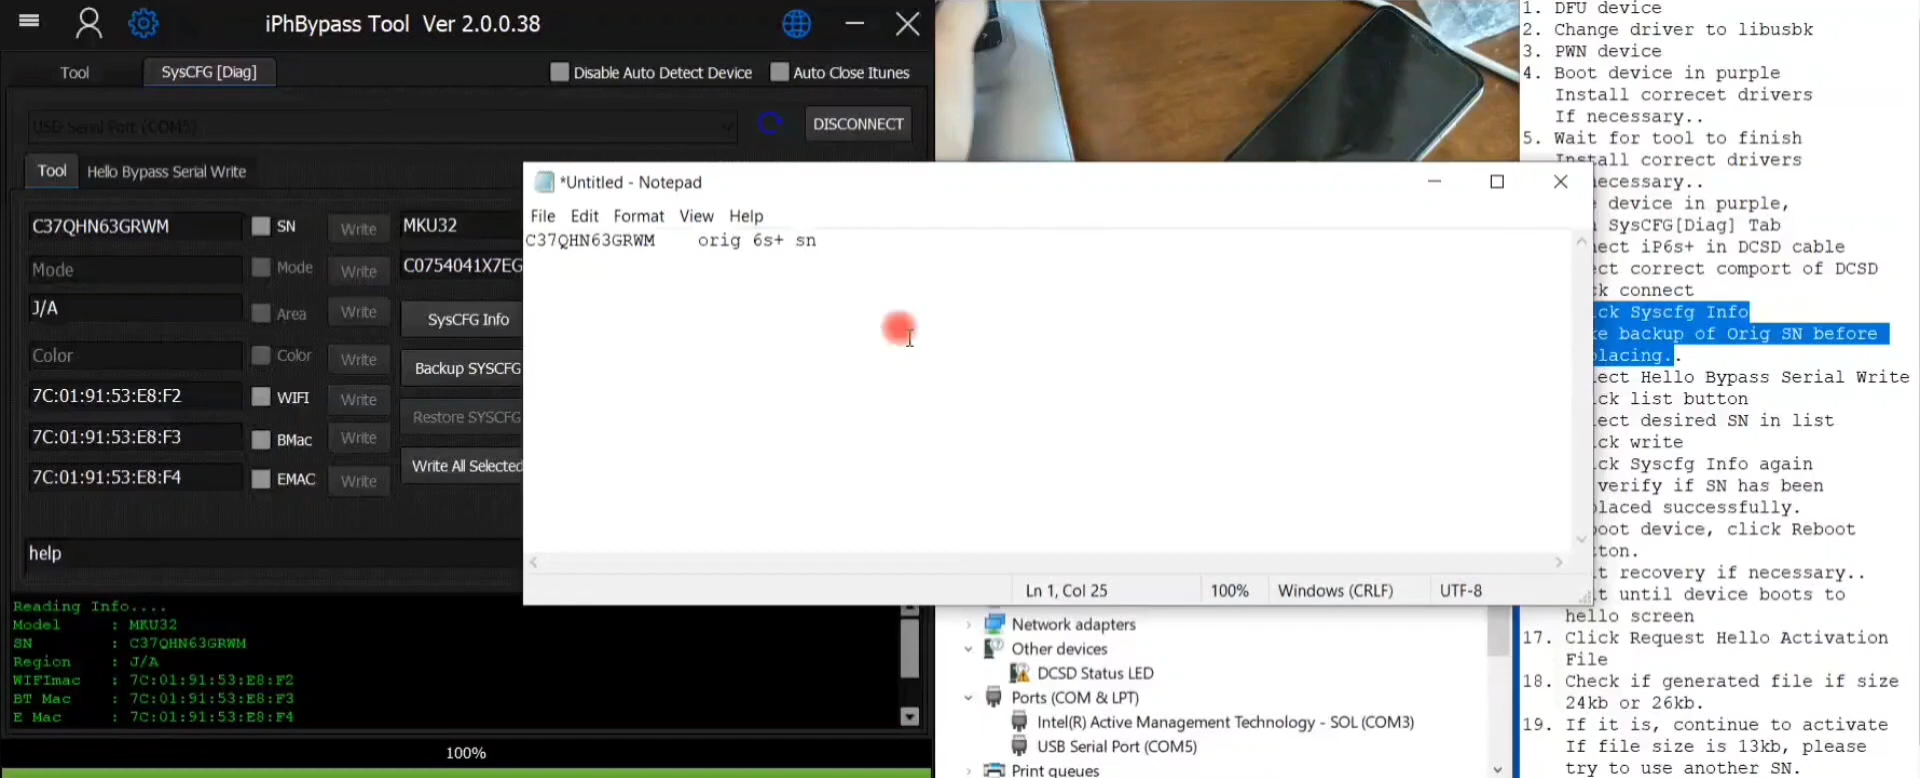 iPhBypass Tool Ver 2.0.0.38
Tool
SysCFG [Diag]
Disable Auto Detect Device
Auto Close Itunes
USB Serial Port (COM5)
DISCONNECT
Tool
Hello Bypass Serial Write
C37QHN63GRWM
SN
Write
MKU32
Mode
Mode
Write
C0754041X7EG
J/A
Area
Write
SysCFG Info
Color
Color
Write
Backup SYSCFG
7C:01:91:53:E8:F2
WIFI
Write
Restore SYSCFG
7C:01:91:53:E8:F3
BMac
Write
7C:01:91:53:E8:F4
EMAC
Write
Write All Selected
help
Reading Info....
Model : MKU32
SN : C37QHN63GRWM
Region : J/A
WIFImac : 7C:01:91:53:E8:F2
BT Mac : 7C:01:91:53:E8:F3
E Mac : 7C:01:91:53:E8:F4
100%
*Untitled - Notepad
File Edit Format View Help
C37QHN63GRWM orig 6s+ sn
Ln 1, Col 25
100%
Windows (CRLF)
UTF-8
Network adapters
Other devices
DCSD Status LED
Ports (COM & LPT)
Intel(R) Active Management Technology - SOL (COM3)
USB Serial Port (COM5)
Print queues
1. DFU device
2. Change driver to libusbk
3. PWN device
4. Boot device in purple
Install correcet drivers
If necessary..
5. Wait for tool to finish
Install correct drivers
ecessary..
device in purple,
SysCFG[Diag] Tab
ect iP6s+ in DCSD cable
ct correct comport of DCSD
k connect
ck Syscfg Info
ke backup of Orig SN before
lacing..
ect Hello Bypass Serial Write
ck list button
ect desired SN in list
ck write
ck Syscfg Info again
verify if SN has been
laced successfully.
oot device, click Reboot
ton.
t recovery if necessary..
t until device boots to
hello screen
17. Click Request Hello Activation
File
18. Check if generated file if size
24kb or 26kb.
19. If it is, continue to activate
If file size is 13kb, please
try to use another SN.